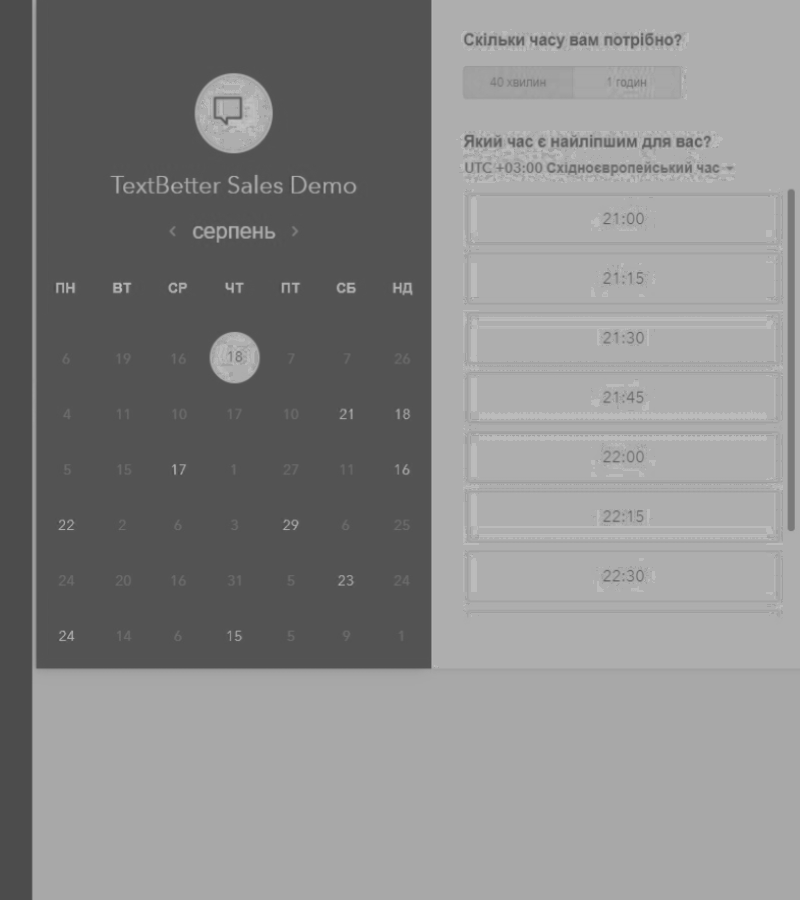 TextBetter Sales Demo
серпень
ПН ВТ СР ЧТ ПТ СБ НД
6 19 16 18 7 7 26
4 11 10 17 10 21 18
5 15 17 1 27 11 16
22 2 6 3 29 6 25
24 20 16 31 5 23 24
24 14 6 15 5 9 1
Скільки часу вам потрібно?
40 хвилин 1 годин
Який час є найліпшим для вас?
UTC +03:00 Східноєвропейський час
21:00
21:15
21:30
21:45
22:00
22:15
22:30